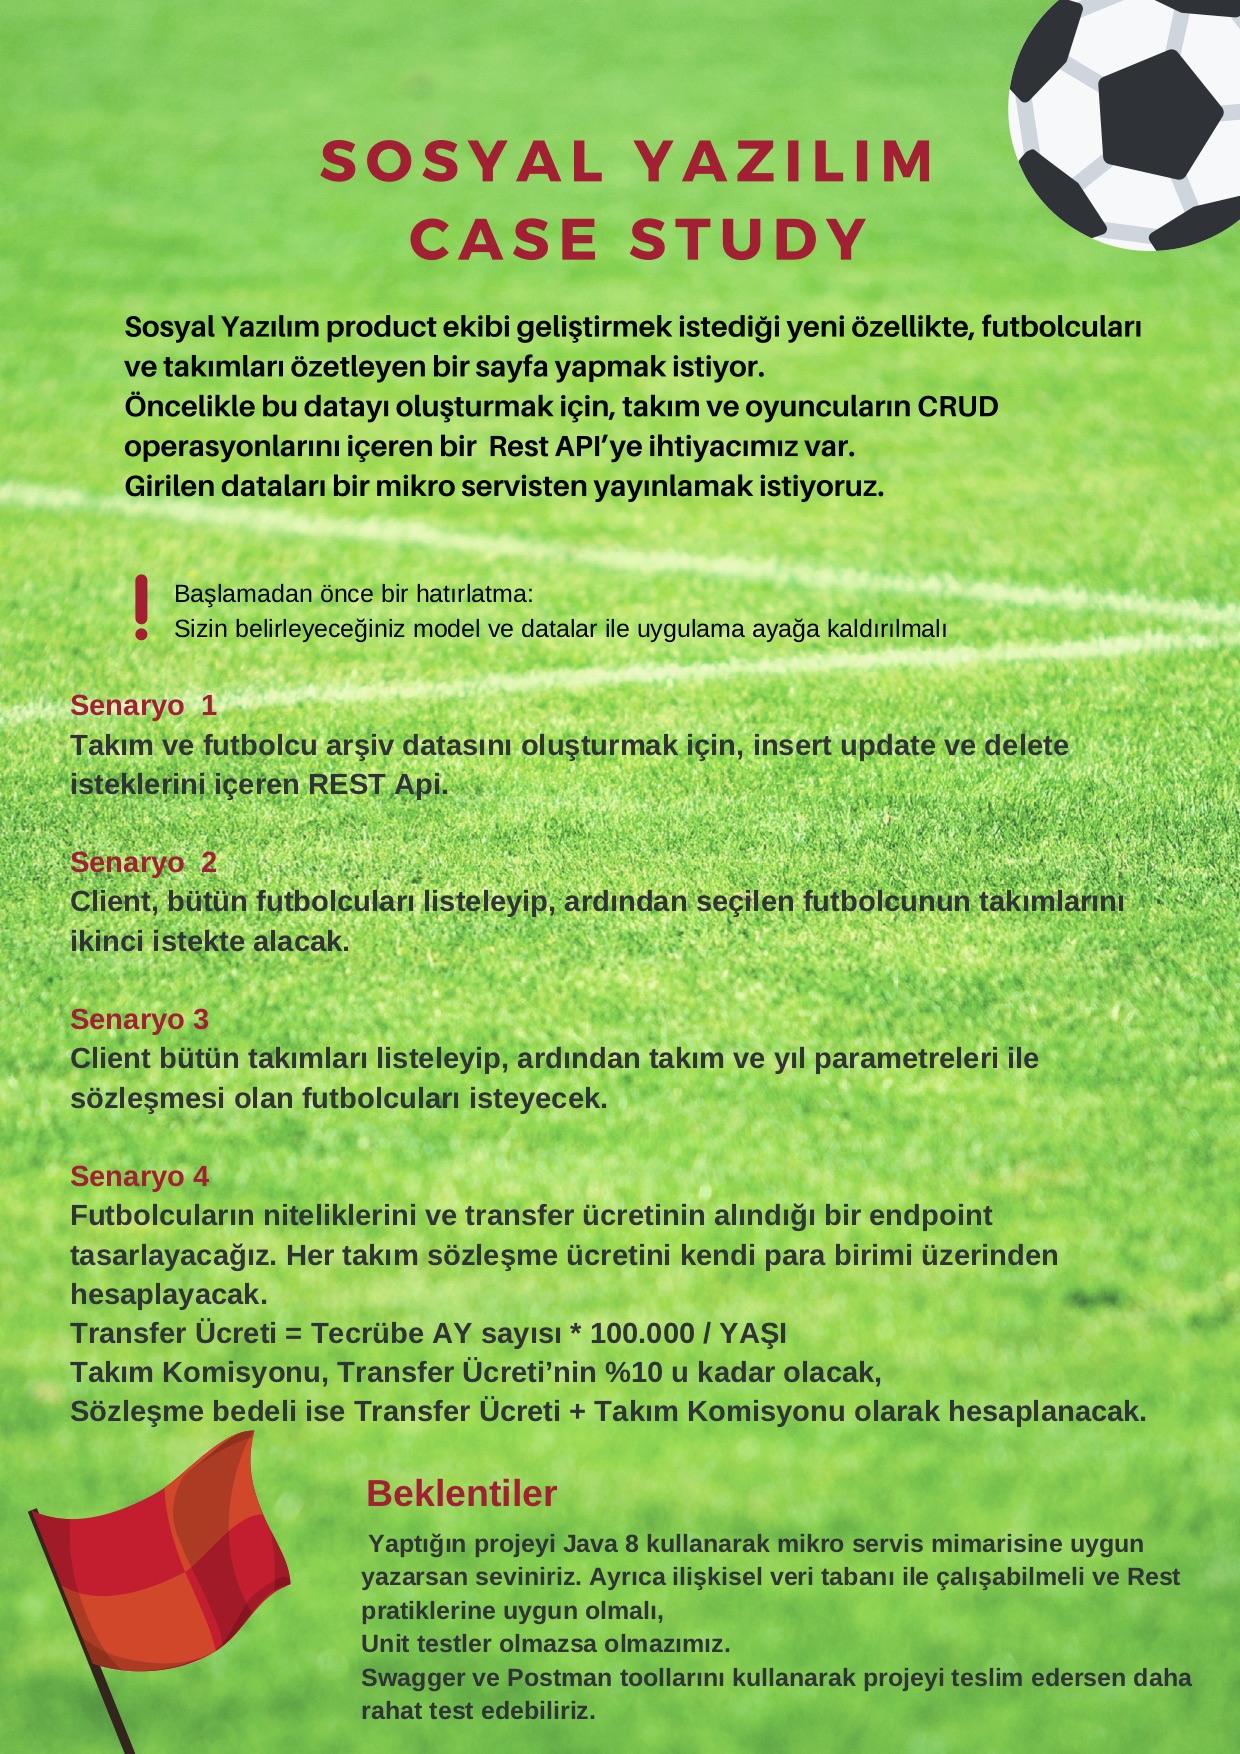 SOSYAL YAZILIM
CASE STUDY
Sosyal Yazılım product ekibi geliştirmek istediği yeni özellikte, futbolcuları
ve takımları özetleyen bir sayfa yapmak istiyor.
Öncelikle bu datayı oluşturmak için, takım ve oyuncuların CRUD
operasyonlarını içeren bir  Rest API’ye ihtiyacımız var.
Girilen dataları bir mikro servisten yayınlamak istiyoruz.
! Başlamadan önce bir hatırlatma:
Sizin belirleyeceğiniz model ve datalar ile uygulama ayağa kaldırılmalı
Senaryo  1
Takım ve futbolcu arşiv datasını oluşturmak için, insert update ve delete
isteklerini içeren REST Api.
Senaryo  2
Client, bütün futbolcuları listeleyip, ardından seçilen futbolcunun takımlarını
ikinci istekte alacak.
Senaryo 3
Client bütün takımları listeleyip, ardından takım ve yıl parametreleri ile
sözleşmesi olan futbolcuları isteyecek.
Senaryo 4
Futbolcuların niteliklerini ve transfer ücretinin alındığı bir endpoint
tasarlayacağız. Her takım sözleşme ücretini kendi para birimi üzerinden
hesaplayacak.
Transfer Ücreti = Tecrübe AY sayısı * 100.000 / YAŞI
Takım Komisyonu, Transfer Ücreti’nin %10 u kadar olacak,
Sözleşme bedeli ise Transfer Ücreti + Takım Komisyonu olarak hesaplanacak.
Beklentiler
Yaptığın projeyi Java 8 kullanarak mikro servis mimarisine uygun
yazarsan seviniriz. Ayrıca ilişkisel veri tabanı ile çalışabilmeli ve Rest
pratiklerine uygun olmalı,
Unit testler olmazsa olmazımız.
Swagger ve Postman toollarını kullanarak projeyi teslim edersen daha
rahat test edebiliriz.